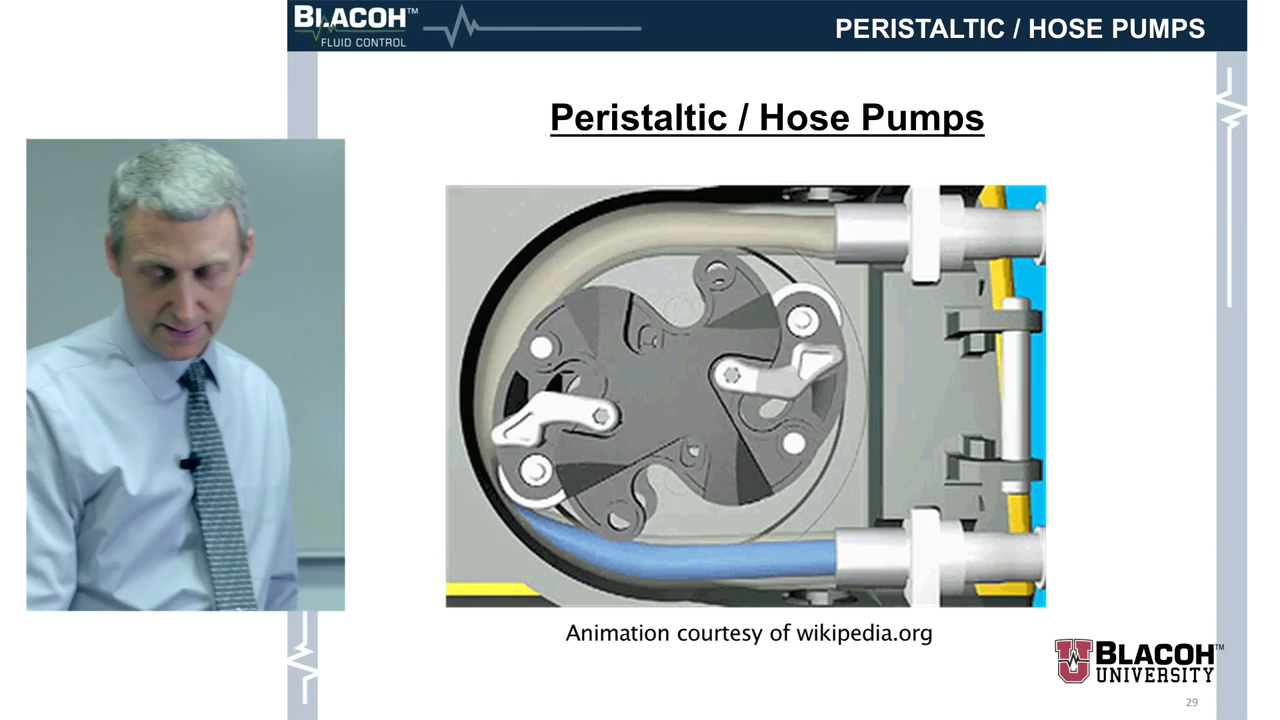 BLACOH™
FLUID CONTROL
PERISTALTIC / HOSE PUMPS
Peristaltic / Hose Pumps
Animation courtesy of wikipedia.org
U BLACOH™
UNIVERSITY
29